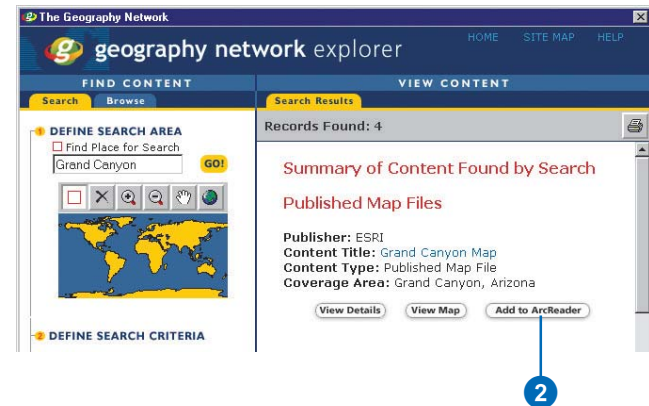 The Geography Network
geography network explorer
HOME SITE MAP HELP
FIND CONTENT
VIEW CONTENT
Search Browse
Search Results
Records Found: 4
1 DEFINE SEARCH AREA
Find Place for Search
Grand Canyon GO!
Summary of Content Found by Search
Published Map Files
Publisher: ESRI
Content Title: Grand Canyon Map
Content Type: Published Map File
Coverage Area: Grand Canyon, Arizona
View Details View Map Add to ArcReader
2 DEFINE SEARCH CRITERIA
2